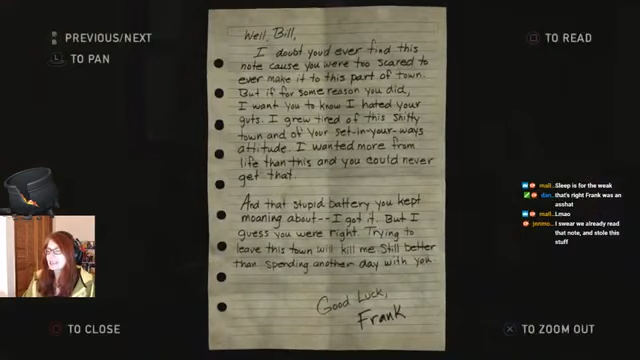 PREVIOUS/NEXT
TO PAN
TO READ
Well, Bill,
I doubt you'd ever find this
note cause you were too scared to
ever make it to this part of town.
But if for some reason you did,
I want you to know I hated your
guts. I grew tired of this shitty
town and of your set-in-your-ways
attitude. I wanted more from
life than this and you could never
get that.
And that stupid battery you kept
moaning about--I got it. But I
guess you were right. Trying to
leave this town will kill me. Still better
than spending another day with you.
Good Luck,
Frank
mail: Sleep is for the weak
dan: that's right Frank was an
asshat
mail: Lmao
jenmo: I swear we already read
that note, and stole this
stuff
TO CLOSE
TO ZOOM OUT